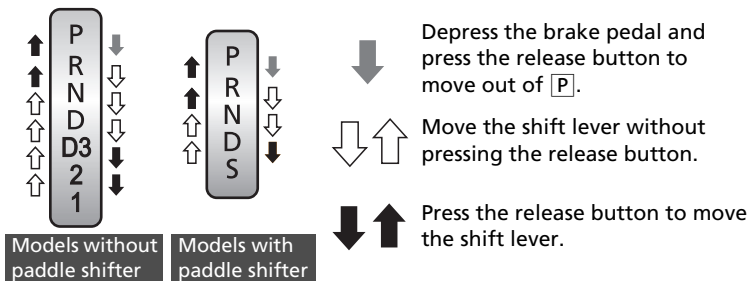 P
R
N
D
D3
2
1
Models without
paddle shifter
P
R
N
D
S
Models with
paddle shifter
Depress the brake pedal and
press the release button to
move out of P.
Move the shift lever without
pressing the release button.
Press the release button to move
the shift lever.